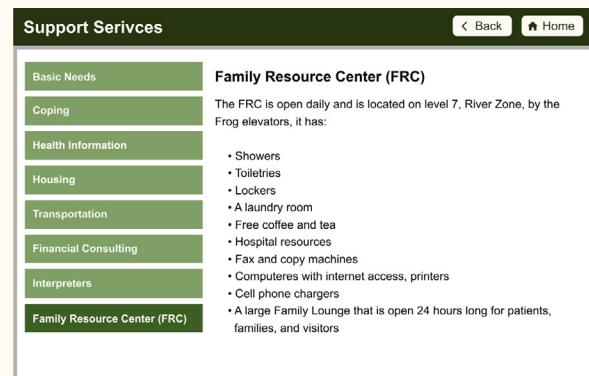 Support Serivces
Back
Home
Basic Needs
Coping
Health Information
Housing
Transportation
Financial Consulting
Interpreters
Family Resource Center (FRC)
Family Resource Center (FRC)
The FRC is open daily and is located on level 7, River Zone, by the
Frog elevators, it has:
• Showers
• Toiletries
• Lockers
• A laundry room
• Free coffee and tea
• Hospital resources
• Fax and copy machines
• Computeres with internet access, printers
• Cell phone chargers
• A large Family Lounge that is open 24 hours long for patients,
families, and visitors